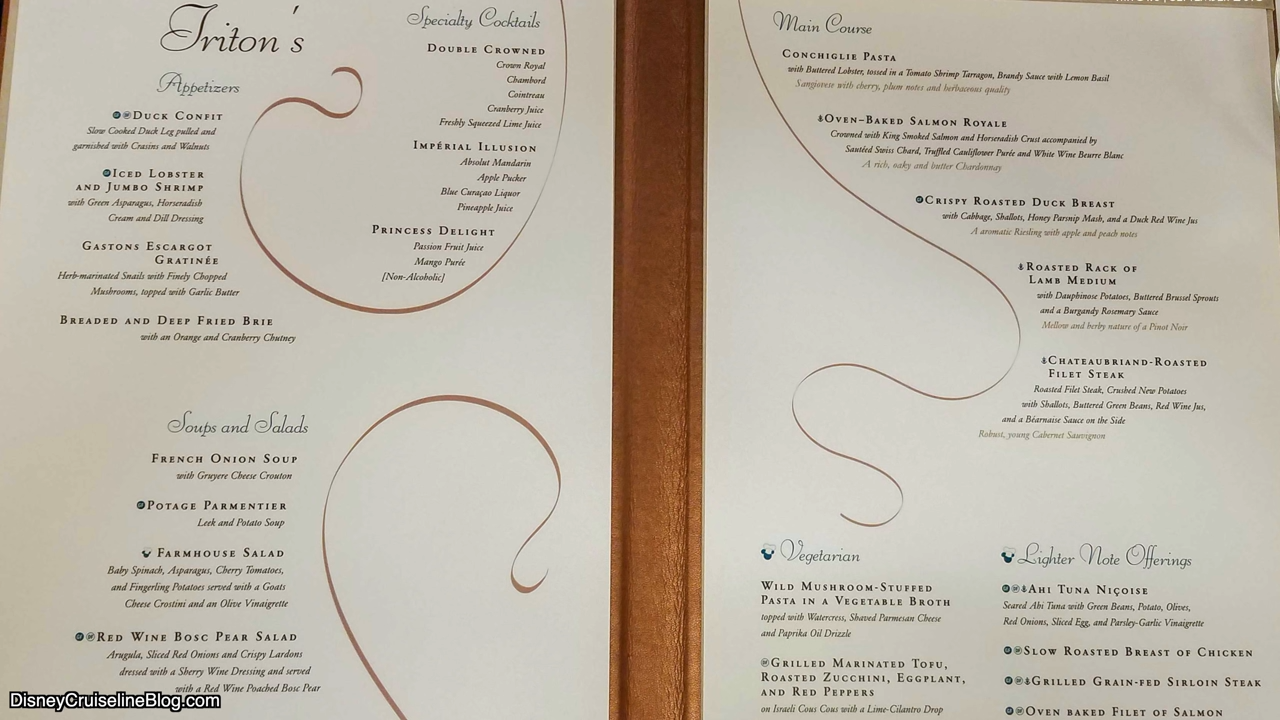 Triton's
Appetizers
Duck Confit
Slow Cooked Duck Leg pulled and
garnished with Crasins and Walnuts
Iced Lobster
and Jumbo Shrimp
with Green Asparagus, Horseradish
Cream and Dill Dressing
Gastons Escargot
Gratinée
Herb-marinated Snails with Finely Chopped
Mushrooms, topped with Garlic Butter
Breaded and Deep Fried Brie
with an Orange and Cranberry Chutney
Soups and Salads
French Onion Soup
with Gruyere Cheese Crouton
Potage Parmentier
Leek and Potato Soup
Farmhouse Salad
Baby Spinach, Asparagus, Cherry Tomatoes,
and Fingerling Potatoes served with a Goats
Cheese Crostini and an Olive Vinaigrette
Red Wine Bosc Pear Salad
Arugula, Sliced Red Onions and Crispy Lardons
dressed with a Sherry Wine Dressing and served
with a Red Wine Poached Bosc Pear
Specialty Cocktails
Double Crowned
Crown Royal
Chambord
Cointreau
Cranberry Juice
Freshly Squeezed Lime Juice
Impérial Illusion
Absolut Mandarin
Apple Pucker
Blue Curaçao Liquor
Pineapple Juice
Princess Delight
Passion Fruit Juice
Mango Purée
[Non-Alcoholic]
Main Course
Conchiglie Pasta
with Buttered Lobster, tossed in a Tomato Shrimp Tarragon, Brandy Sauce with Lemon Basil
Sangiovese with cherry, plum notes and herbaceous quality
Oven-Baked Salmon Royale
Crowned with King Smoked Salmon and Horseradish Crust accompanied by
Sautéed Swiss Chard, Truffled Cauliflower Purée and White Wine Beurre Blanc
A rich, oaky and butter Chardonnay
Crispy Roasted Duck Breast
with Cabbage, Shallots, Honey Parsnip Mash, and a Duck Red Wine Jus
A aromatic Riesling with apple and peach notes
Roasted Rack of
Lamb Medium
with Dauphinose Potatoes, Buttered Brussel Sprouts
and a Burgandy Rosemary Sauce
Mellow and herby nature of a Pinot Noir
Chateaubriand-Roasted
Filet Steak
Roasted Filet Steak, Crushed New Potatoes
with Shallots, Buttered Green Beans, Red Wine Jus,
and a Béarnaise Sauce on the Side
Robust, young Cabernet Sauvignon
Vegetarian
Wild Mushroom-Stuffed
Pasta in a Vegetable Broth
topped with Watercress, Shaved Parmesan Cheese
and Paprika Oil Drizzle
Grilled Marinated Tofu,
Roasted Zucchini, Eggplant,
and Red Peppers
on Israeli Cous Cous with a Lime-Cilantro Drop
Lighter Note Offerings
Ahi Tuna Niçoise
Seared Ahi Tuna with Green Beans, Potato, Olives,
Red Onions, Sliced Egg, and Parsley-Garlic Vinaigrette
Slow Roasted Breast of Chicken
Grilled Grain-fed Sirloin Steak
Oven baked Filet of Salmon
DisneyCruiselineBlog.com